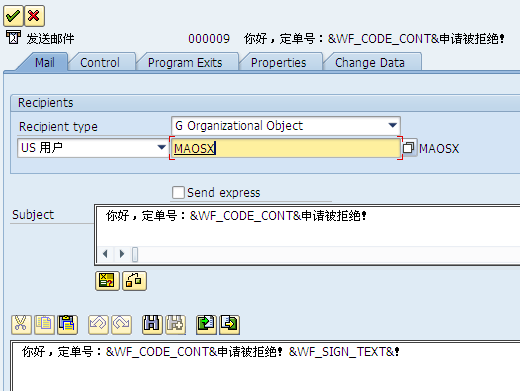 发送邮件 000009 你好，定单号：&WF_CODE_CONT&申请被拒绝!
Mail Control Program Exits Properties Change Data
Recipients
Recipient type G Organizational Object
US 用户 MAOSX MAOSX
Send express
Subject 你好，定单号：&WF_CODE_CONT&申请被拒绝!
你好，定单号：&WF_CODE_CONT&申请被拒绝! &WF_SIGN_TEXT&!